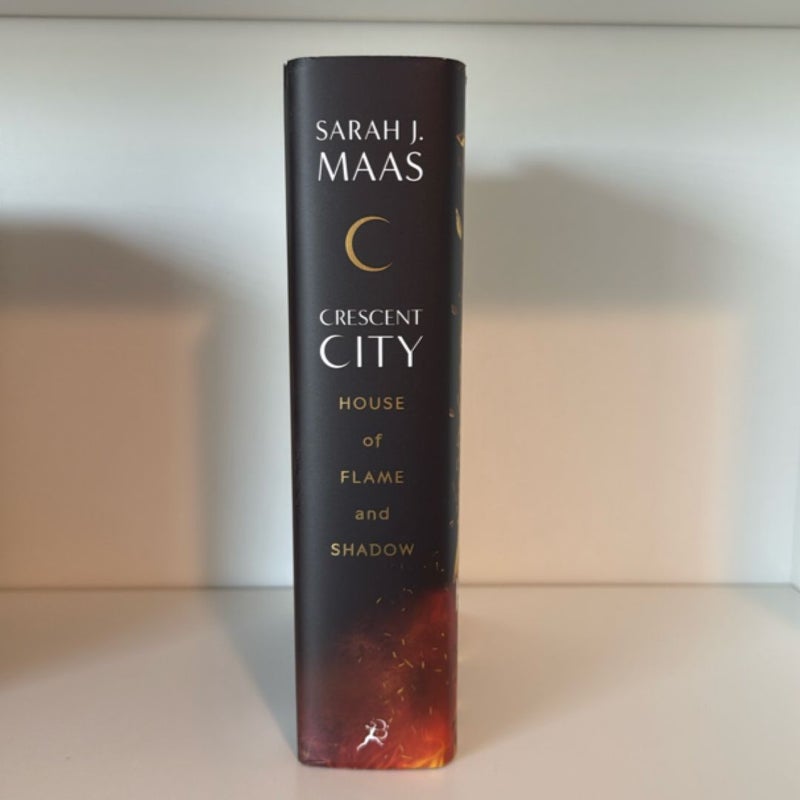 SARAH J.
MAAS
CRESCENT
CITY
HOUSE
of
FLAME
and
SHADOW